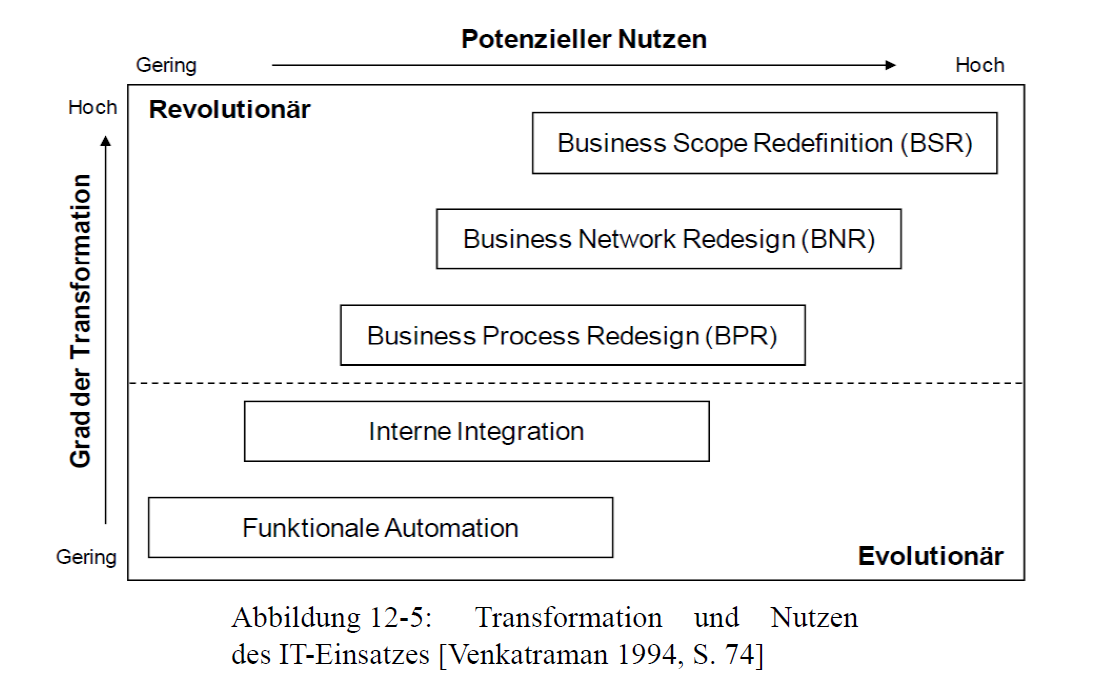 Potenzieller Nutzen
Gering
Hoch
Hoch
Revolutionär
Business Scope Redefinition (BSR)
Business Network Redesign (BNR)
Grad der Transformation
Business Process Redesign (BPR)
Interne Integration
Funktionale Automation
Gering
Evolutionär
Abbildung 12-5: Transformation und Nutzen
des IT-Einsatzes [Venkatraman 1994, S. 74]